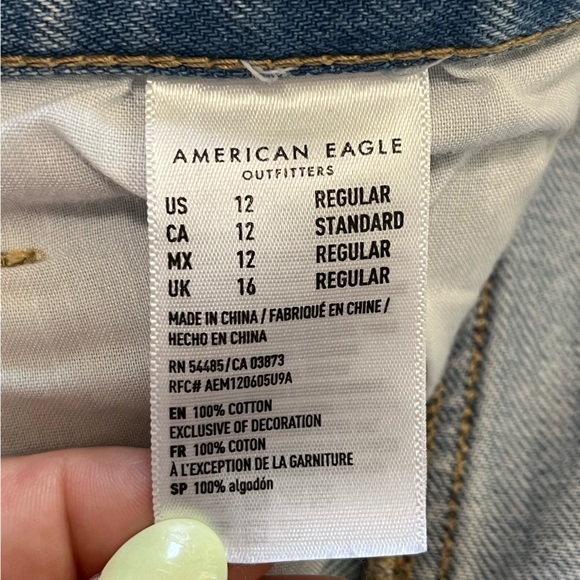 AMERICAN EAGLE
OUTFITTERS
US 12 REGULAR
CA 12 STANDARD
MX 12 REGULAR
UK 16 REGULAR
MADE IN CHINA / FABRIQUÉ EN CHINE /
HECHO EN CHINA
RN 54485/CA 03873
RFC# AEM120605U9A
EN 100% COTTON
EXCLUSIVE OF DECORATION
FR 100% COTON
À L'EXCEPTION DE LA GARNITURE
SP 100% algodón